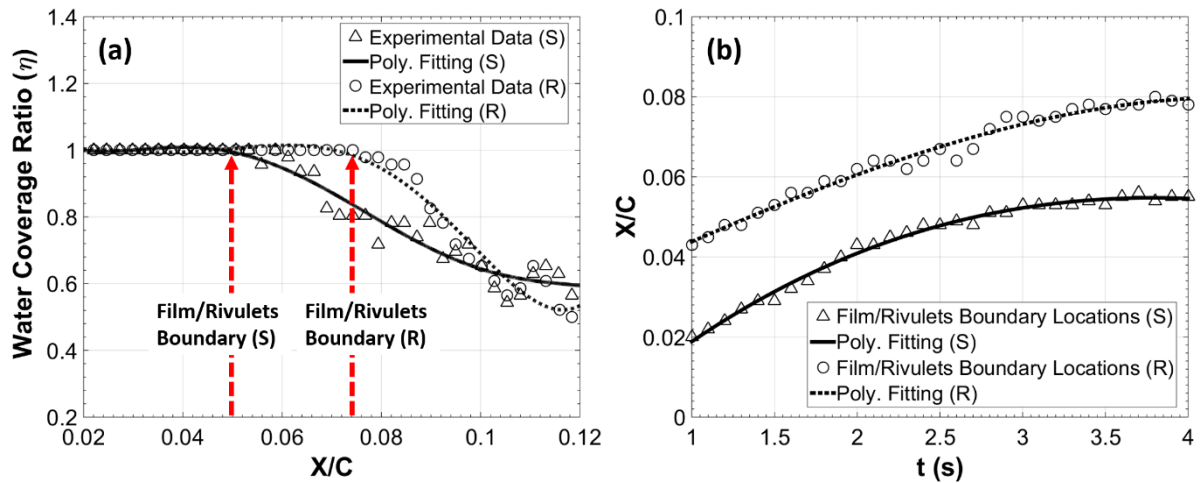 (a)
Water Coverage Ratio (η)
1.4
1.2
1
0.8
0.6
0.4
0.2
Experimental Data (S)
Poly. Fitting (S)
Experimental Data (R)
Poly. Fitting (R)
Film/Rivulets
Boundary (S)
Film/Rivulets
Boundary (R)
0.02
0.04
0.06
0.08
0.1
0.12
X/C
(b)
X/C
0.1
0.08
0.06
0.04
0.02
0
Film/Rivulets Boundary Locations (S)
Poly. Fitting (S)
Film/Rivulets Boundary Locations (R)
Poly. Fitting (R)
1
1.5
2
2.5
3
3.5
4
t (s)